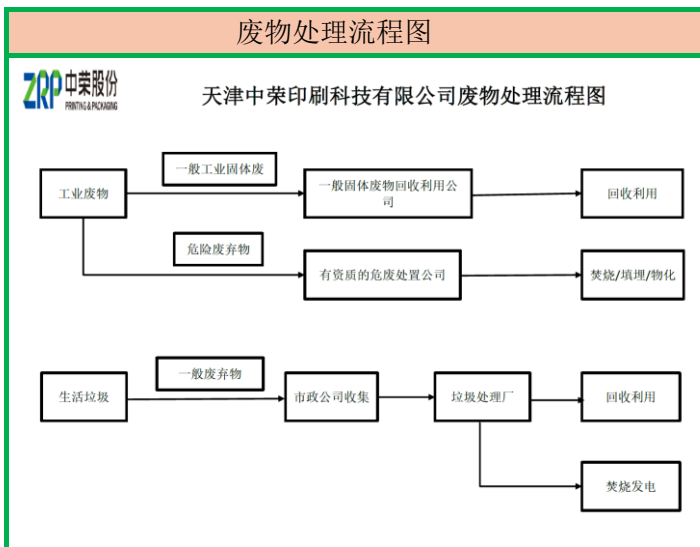 废物处理流程图
ZRP 中荣股份
PRINTING & PACKAGING
天津中荣印刷科技有限公司废物处理流程图
一般工业固体废
工业废物
一般固体废物回收利用公
司
回收利用
危险废弃物
有资质的危废处置公司
焚烧/填埋/物化
一般废弃物
生活垃圾
市政公司收集
垃圾处理厂
回收利用
焚烧发电